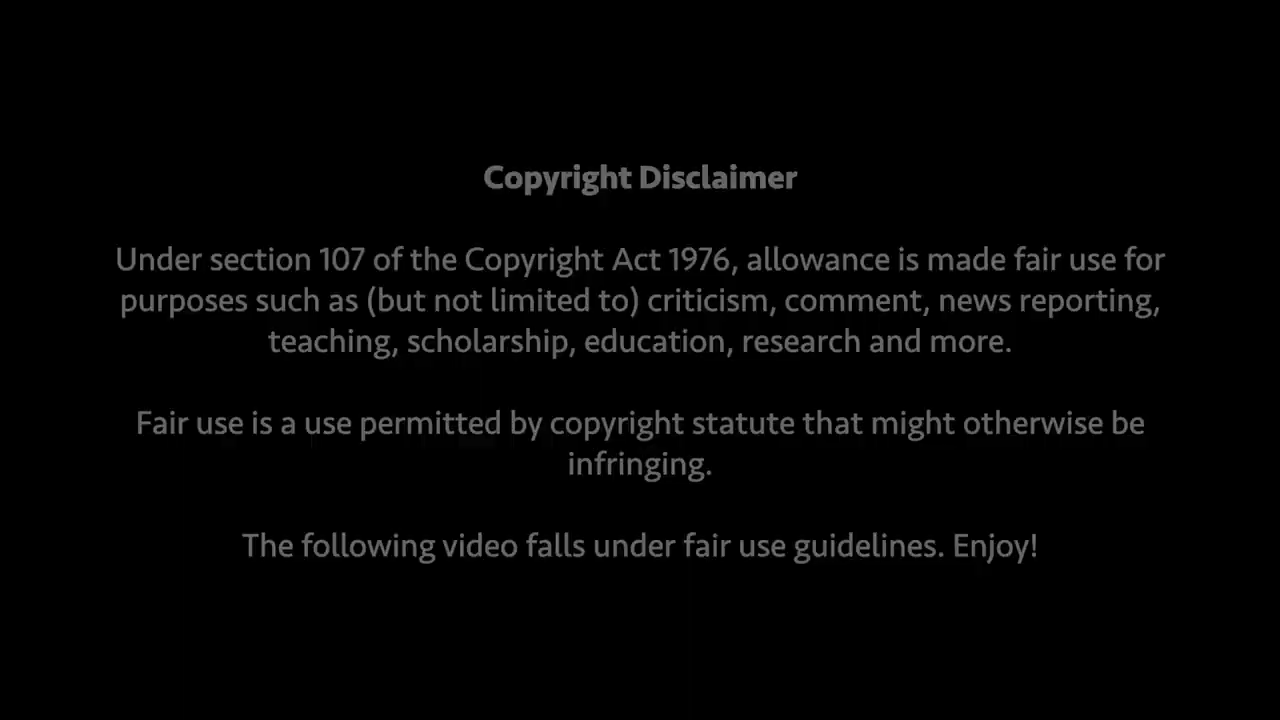 Copyright Disclaimer
Under section 107 of the Copyright Act 1976, allowance is made fair use for
purposes such as (but not limited to) criticism, comment, news reporting,
teaching, scholarship, education, research and more.
Fair use is a use permitted by copyright statute that might otherwise be
infringing.
The following video falls under fair use guidelines. Enjoy!